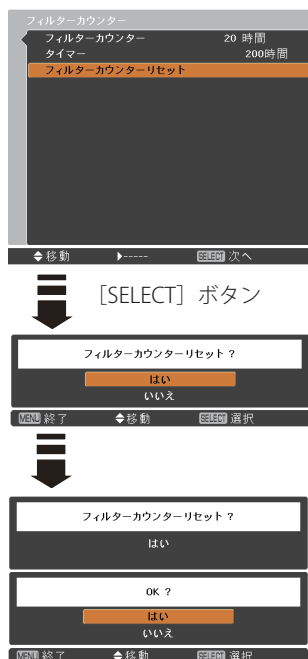 フィルターカウンター
フィルターカウンター 20 時間
タイマー 200時間
フィルターカウンターリセット
移動 ----- SELECT 次へ
［SELECT］ボタン
フィルターカウンターリセット ?
はい
いいえ
MENU 終了 移動 SELECT 選択
フィルターカウンターリセット ?
はい
OK ?
はい
いいえ
MENU 終了 移動 SELECT 選択